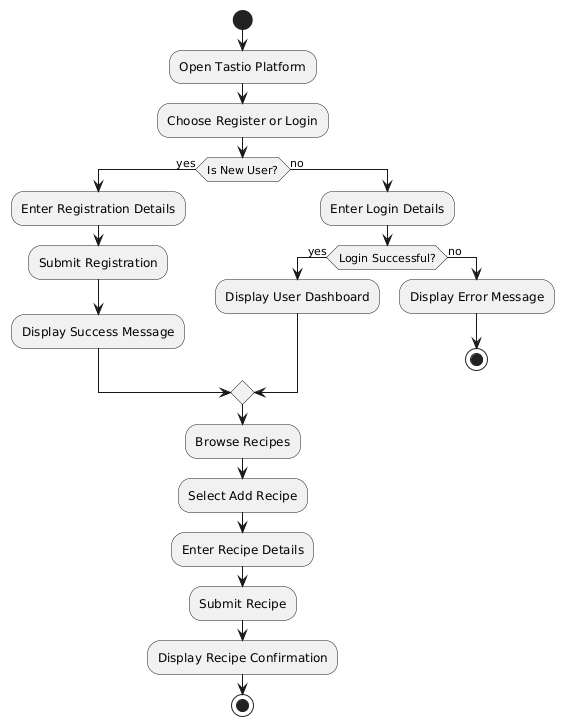 Open Tastio Platform
Choose Register or Login
yes
Is New User?
no
Enter Registration Details
Submit Registration
Display Success Message
Enter Login Details
yes
Login Successful?
no
Display User Dashboard
Display Error Message
Browse Recipes
Select Add Recipe
Enter Recipe Details
Submit Recipe
Display Recipe Confirmation